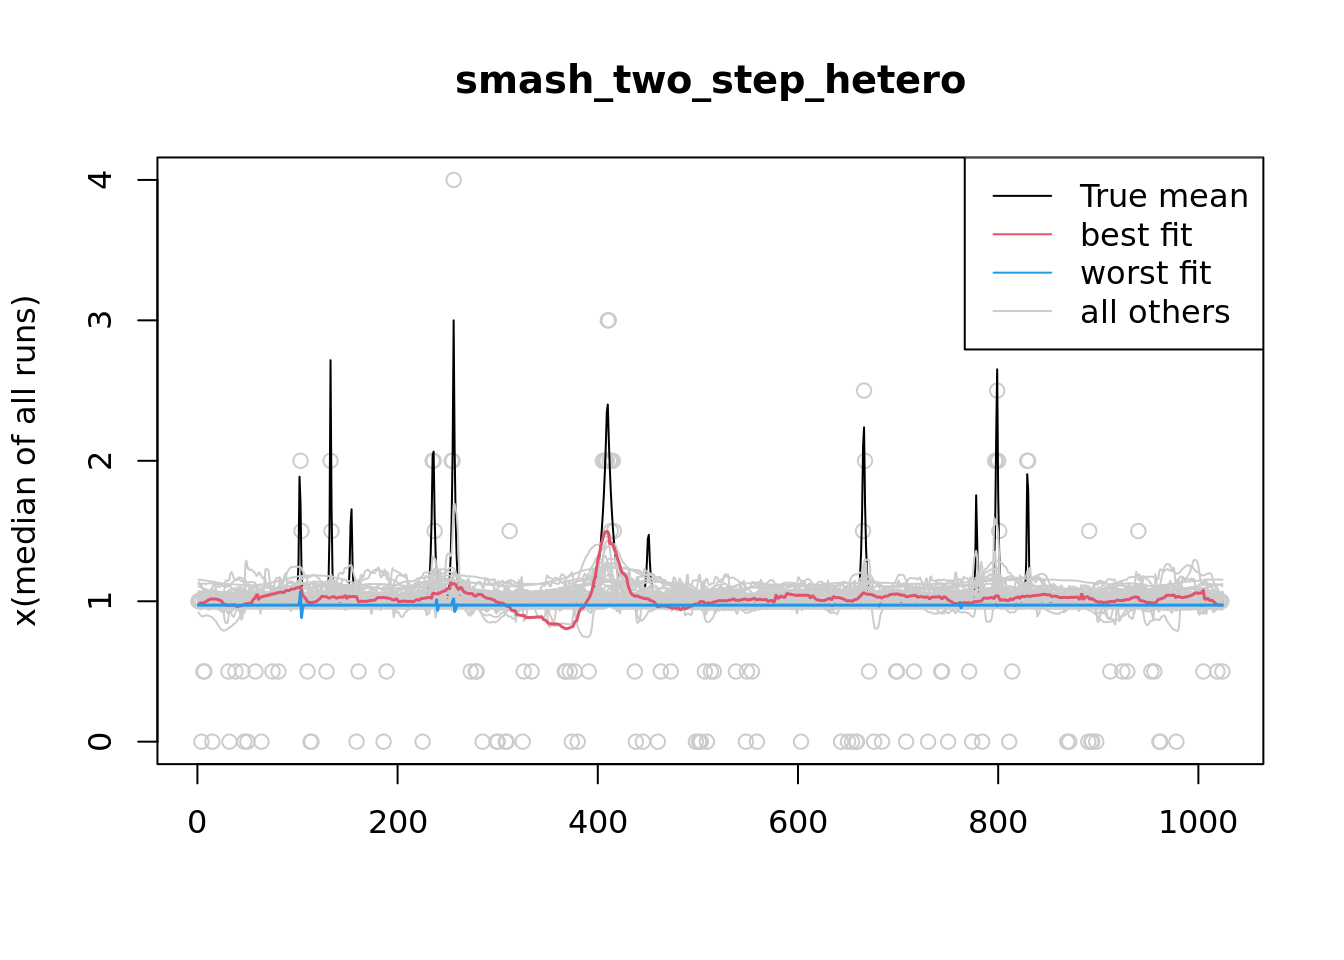 smash_two_step_hetero
x(median of all runs)
4
3
2
1
0
True mean
best fit
worst fit
all others
0 200 400 600 800 1000